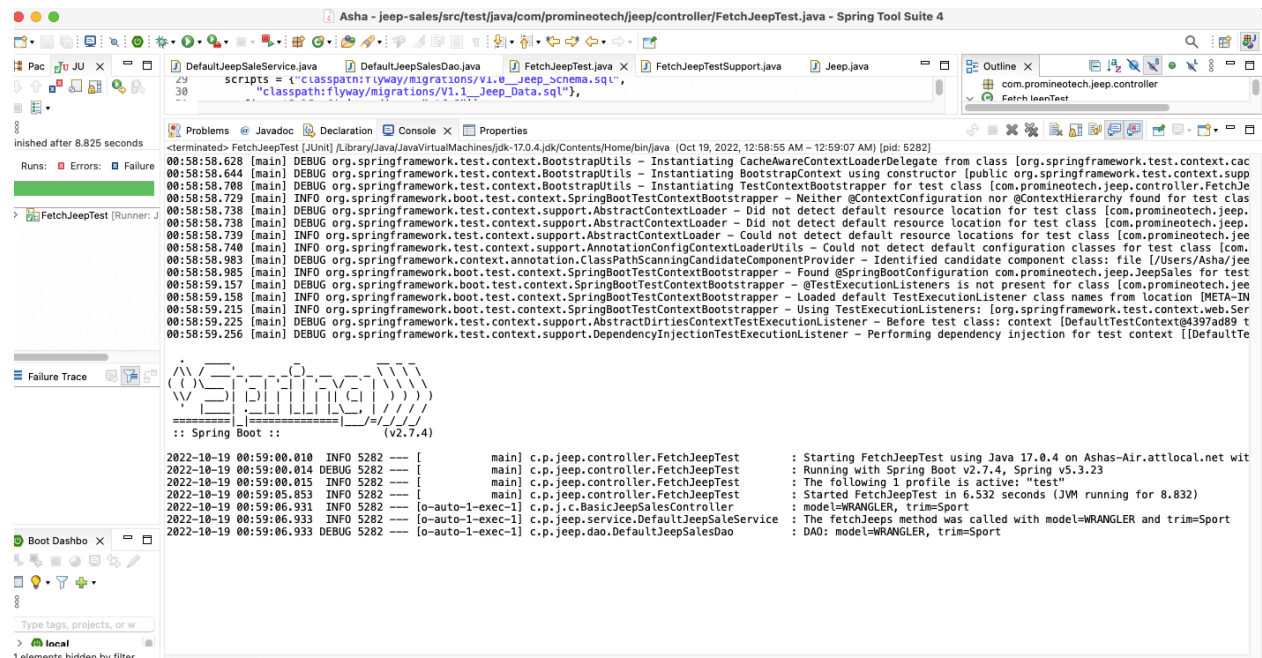 Asha - jeep-sales/src/test/java/com/promineotech/jeep/controller/FetchJeepTest.java - Spring Tool Suite 4
Pac JU
DefaultJeepSaleService.java DefaultJeepSalesDao.java FetchJeepTest.java FetchJeepTestSupport.java Jeep.java
Outline
29 scripts = {"classpath:flyway/migrations/V1.0__Jeep_Schema.sql",
30 "classpath:flyway/migrations/V1.1__Jeep_Data.sql"},
com.promineotech.jeep.controller
FetchJeepTest
inished after 8.825 seconds
Runs: Errors: Failure
FetchJeepTest [Runner: J
Failure Trace
Problems Javadoc Declaration Console Properties
<terminated> FetchJeepTest [JUnit] /Library/Java/JavaVirtualMachines/jdk-17.0.4.jdk/Contents/Home/bin/java (Oct 19, 2022, 12:58:55 AM – 12:59:07 AM) [pid: 5282]
00:58:58.628 [main] DEBUG org.springframework.test.context.BootstrapUtils - Instantiating CacheAwareContextLoaderDelegate from class [org.springframework.test.context.cac
00:58:58.644 [main] DEBUG org.springframework.test.context.BootstrapUtils - Instantiating BootstrapContext using constructor [public org.springframework.test.context.supp
00:58:58.708 [main] DEBUG org.springframework.test.context.BootstrapUtils - Instantiating TestContextBootstrapper for test class [com.promineotech.jeep.controller.FetchJe
00:58:58.729 [main] INFO org.springframework.boot.test.context.SpringBootTestContextBootstrapper - Neither @ContextConfiguration nor @ContextHierarchy found for test clas
00:58:58.738 [main] DEBUG org.springframework.test.context.support.AbstractContextLoader - Did not detect default resource location for test class [com.promineotech.jeep.
00:58:58.738 [main] DEBUG org.springframework.test.context.support.AbstractContextLoader - Did not detect default resource location for test class [com.promineotech.jeep.
00:58:58.739 [main] INFO org.springframework.test.context.support.AbstractContextLoader - Could not detect default resource locations for test class [com.promineotech.jee
00:58:58.740 [main] INFO org.springframework.test.context.support.AnnotationConfigContextLoaderUtils - Could not detect default configuration classes for test class [com.
00:58:58.983 [main] DEBUG org.springframework.context.annotation.ClassPathScanningCandidateComponentProvider - Identified candidate component class: file [/Users/Asha/jee
00:58:58.985 [main] INFO org.springframework.boot.test.context.SpringBootTestContextBootstrapper - Found @SpringBootConfiguration com.promineotech.jeep.JeepSales for test
00:58:59.157 [main] DEBUG org.springframework.boot.test.context.SpringBootTestContextBootstrapper - @TestExecutionListeners is not present for class [com.promineotech.jee
00:58:59.158 [main] INFO org.springframework.boot.test.context.SpringBootTestContextBootstrapper - Loaded default TestExecutionListener class names from location [META-IN
00:58:59.215 [main] INFO org.springframework.boot.test.context.SpringBootTestContextBootstrapper - Using TestExecutionListeners: [org.springframework.test.context.web.Ser
00:58:59.225 [main] DEBUG org.springframework.test.context.support.AbstractDirtiesContextTestExecutionListener - Before test class: context [DefaultTestContext@4397ad89 t
00:58:59.256 [main] DEBUG org.springframework.test.context.support.DependencyInjectionTestExecutionListener - Performing dependency injection for test context [[DefaultTe
Spring
:: Spring Boot :: (v2.7.4)
2022-10-19 00:59:00.010 INFO 5282 --- [ main] c.p.jeep.controller.FetchJeepTest : Starting FetchJeepTest using Java 17.0.4 on Ashas-Air.attlocal.net wit
2022-10-19 00:59:00.014 DEBUG 5282 --- [ main] c.p.jeep.controller.FetchJeepTest : Running with Spring Boot v2.7.4, Spring v5.3.23
2022-10-19 00:59:00.015 INFO 5282 --- [ main] c.p.jeep.controller.FetchJeepTest : The following 1 profile is active: "test"
2022-10-19 00:59:05.853 INFO 5282 --- [ main] c.p.jeep.controller.FetchJeepTest : Started FetchJeepTest in 6.532 seconds (JVM running for 8.832)
2022-10-19 00:59:06.931 INFO 5282 --- [o-auto-1-exec-1] c.p.j.c.BasicJeepSalesController : model=WRANGLER, trim=Sport
2022-10-19 00:59:06.933 INFO 5282 --- [o-auto-1-exec-1] c.p.jeep.service.DefaultJeepSaleService : The fetchJeeps method was called with model=WRANGLER and trim=Sport
2022-10-19 00:59:06.933 DEBUG 5282 --- [o-auto-1-exec-1] c.p.jeep.dao.DefaultJeepSalesDao : DAO: model=WRANGLER, trim=Sport
Boot Dashbo
Type tags, projects, or w
local
1 elements hidden by filter